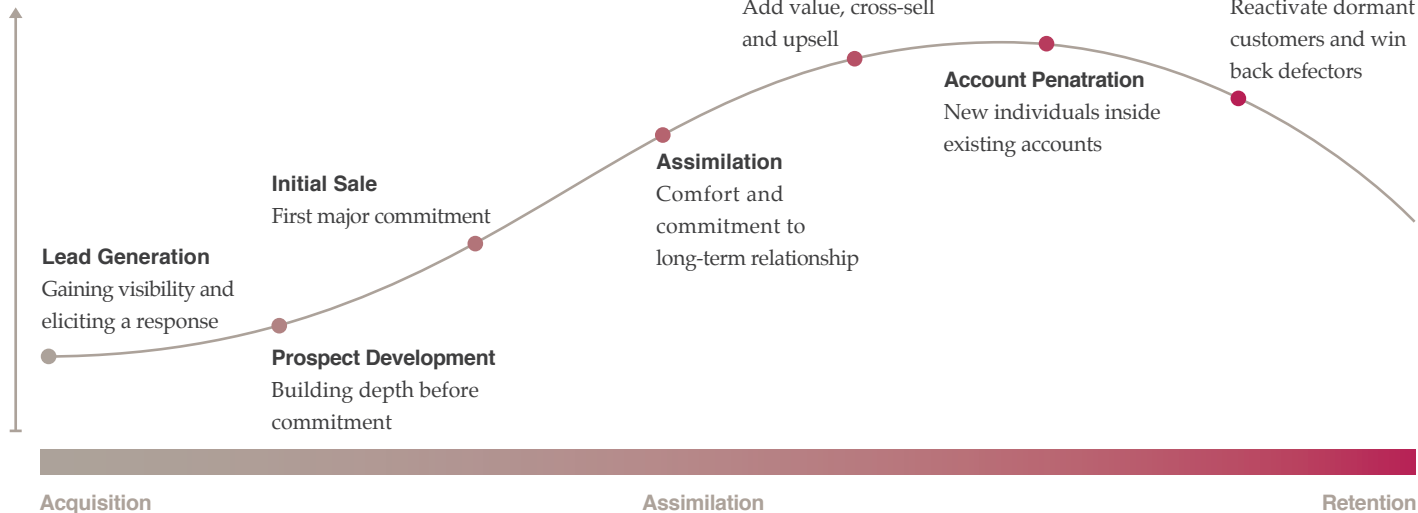 Add value, cross-sell
and upsell
Reactivate dormant
customers and win
back defectors
Account Penatration
New individuals inside
existing accounts
Assimilation
Comfort and
commitment to
long-term relationship
Initial Sale
First major commitment
Lead Generation
Gaining visibility and
eliciting a response
Prospect Development
Building depth before
commitment
Acquisition
Assimilation
Retention